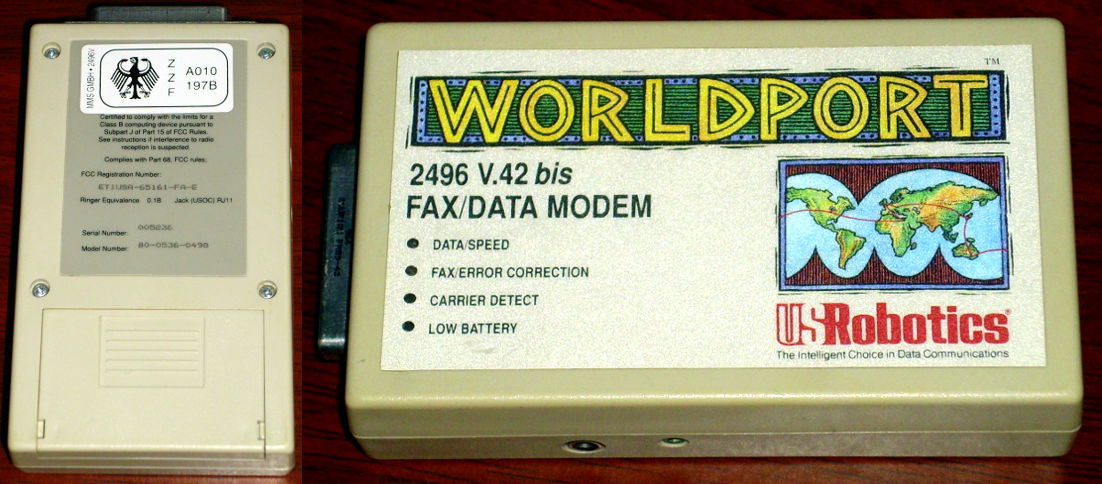 MMS GMBH • 2496V
Z
Z
F
A010
197B
Certified to comply with the limits for a
Class B computing device pursuant to
Subpart J of Part 15 of FCC Rules.
See instructions if interference to radio
reception is suspected.
Complies with Part 68, FCC rules;
FCC Registration Number:
ETIUSA-65161-FA-E
Ringer Equivalence 0.1B Jack (USOC) RJ11
Serial Number: 005236
Model Number: 80-0536-049B
WORLDPORT™
2496 V.42 bis
FAX/DATA MODEM
DATA/SPEED
FAX/ERROR CORRECTION
CARRIER DETECT
LOW BATTERY
USRobotics®
The Intelligent Choice in Data Communications